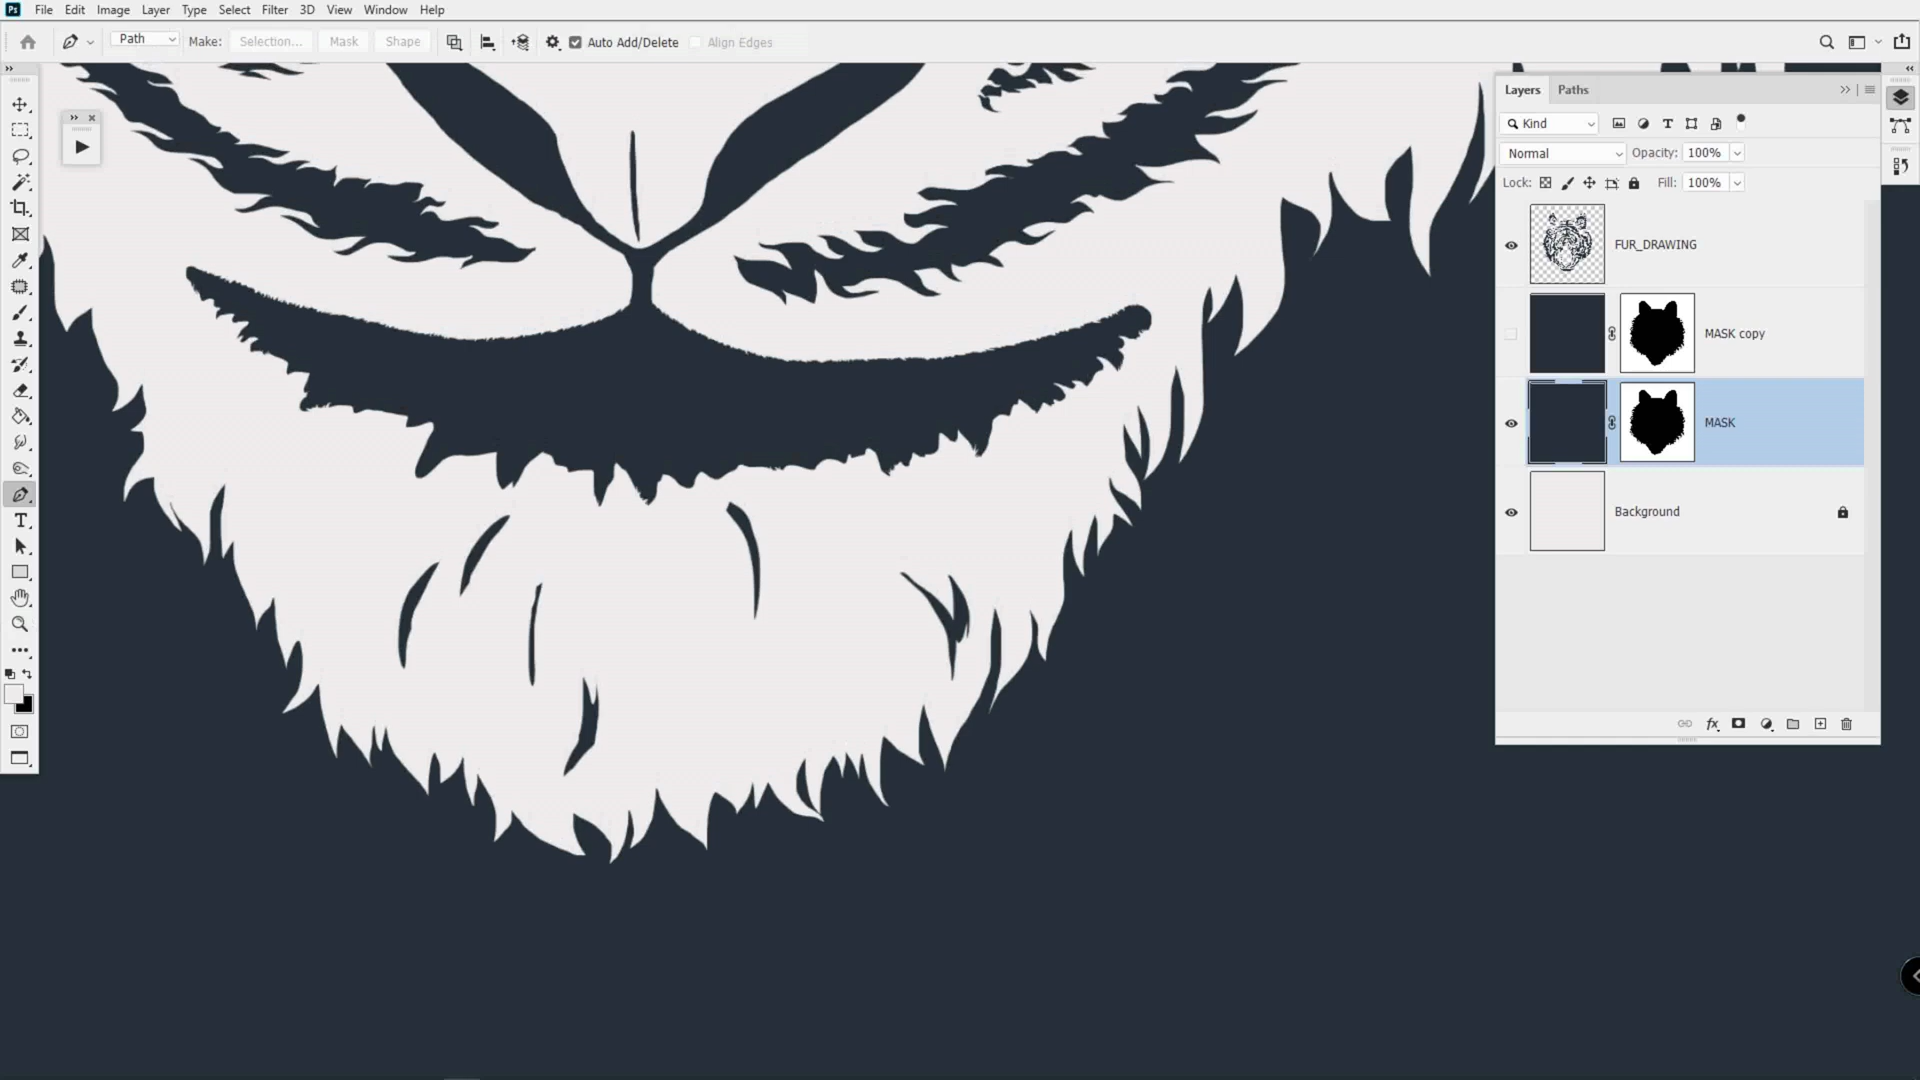 Ps File Edit Image Layer Type Select Filter 3D View Window Help
Path Make: Selection... Mask Shape Auto Add/Delete Align Edges
Layers Paths
Kind
Normal Opacity: 100%
Lock: Fill: 100%
FUR_DRAWING
MASK copy
MASK
Background
fx